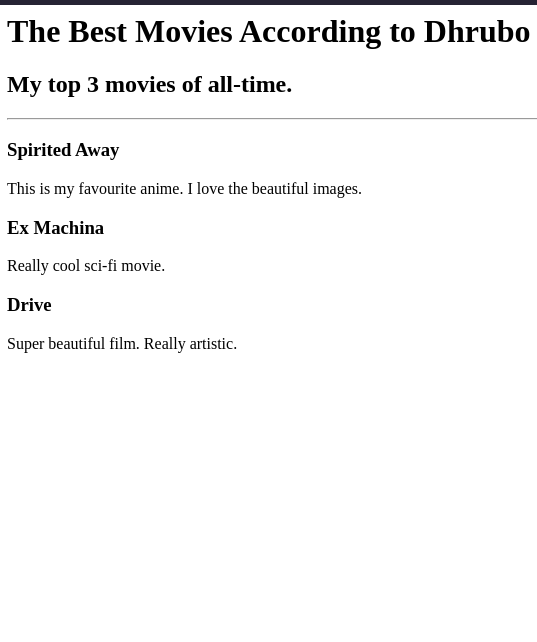 The Best Movies According to Dhrubo
My top 3 movies of all-time.
Spirited Away
This is my favourite anime. I love the beautiful images.
Ex Machina
Really cool sci-fi movie.
Drive
Super beautiful film. Really artistic.